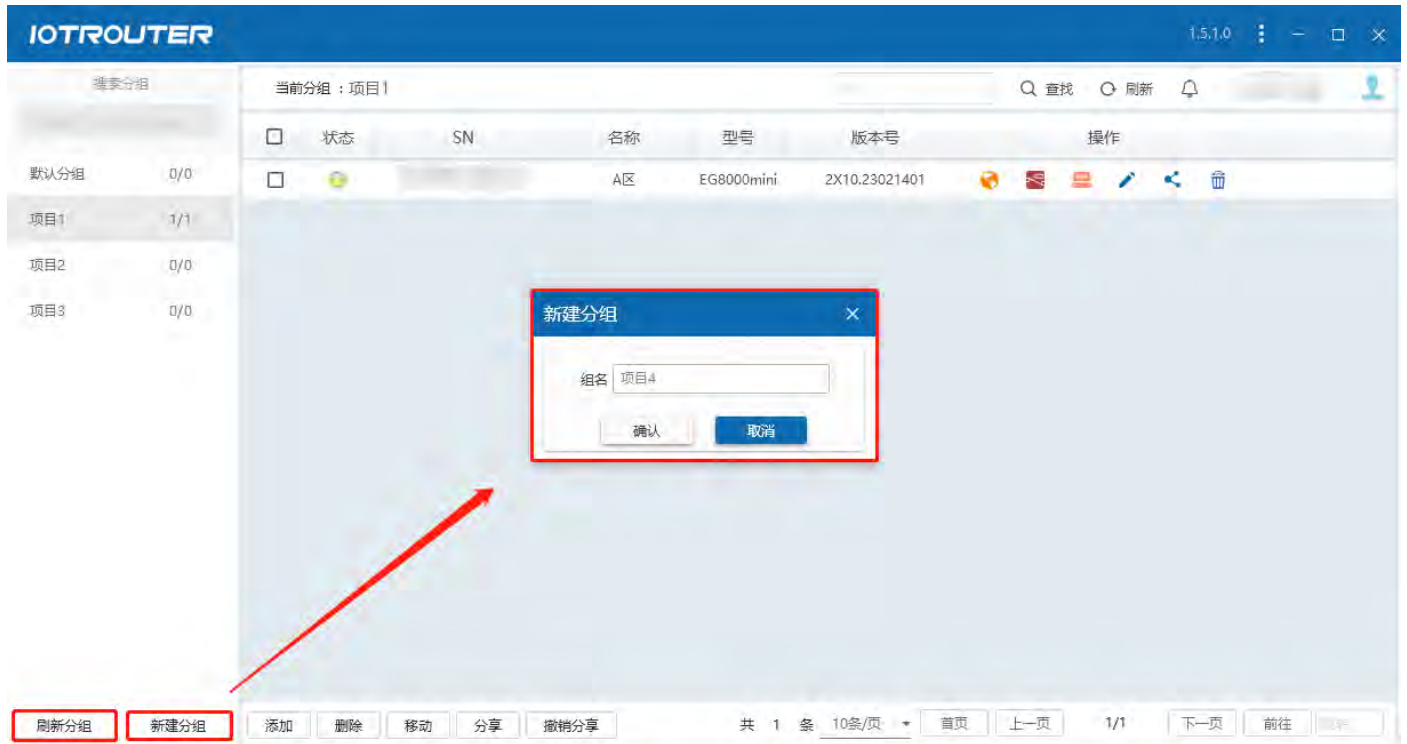 IOTROUTER
1.5.1.0
搜索分组
当前分组：项目1
查找
刷新
状态 SN 名称 型号 版本号 操作
默认分组 0/0
A区 EG8000mini 2X10.23021401
项目1 1/1
项目2 0/0
项目3 0/0
新建分组
组名 项目4
确认 取消
刷新分组 新建分组 添加 删除 移动 分享 撤销分享 共 1 条 10条/页 首页 上一页 1/1 下一页 前往